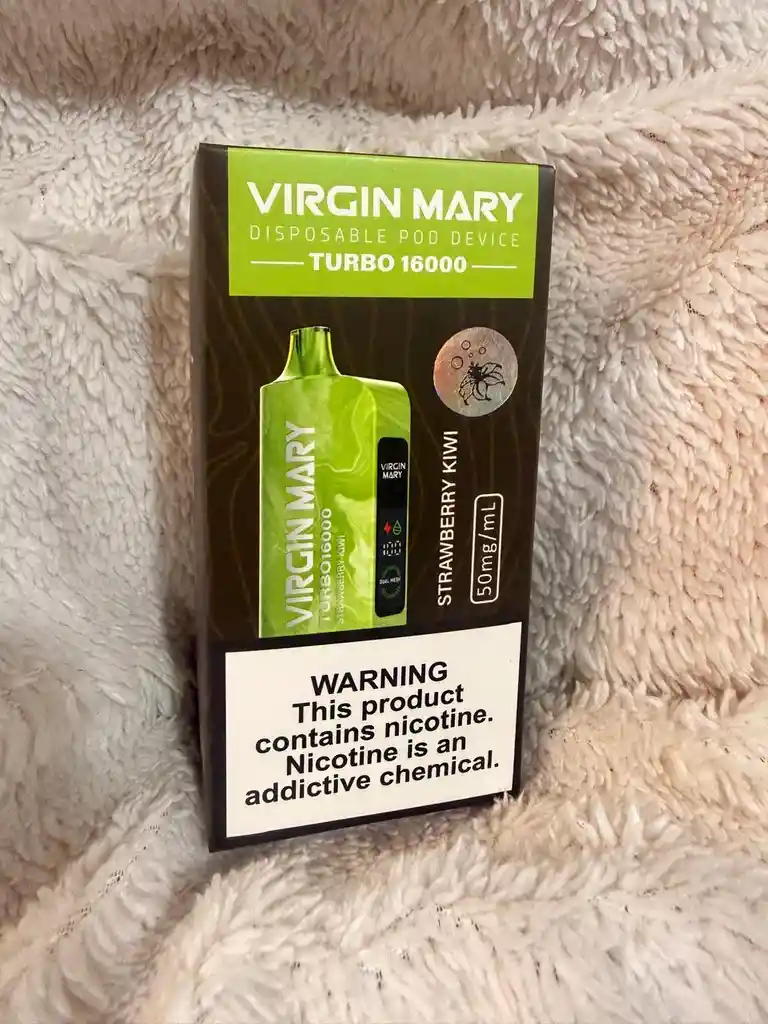 VIRGIN MARY
DISPOSABLE POD DEVICE
TURBO 16000
VIRGIN MARY
TURBO16000
STRAWBERRY KIWI
VIRGIN
MARY
100
DUAL MESH
STRAWBERRY KIWI
50mg/mL
WARNING
This product
contains nicotine.
Nicotine is an
addictive chemical.